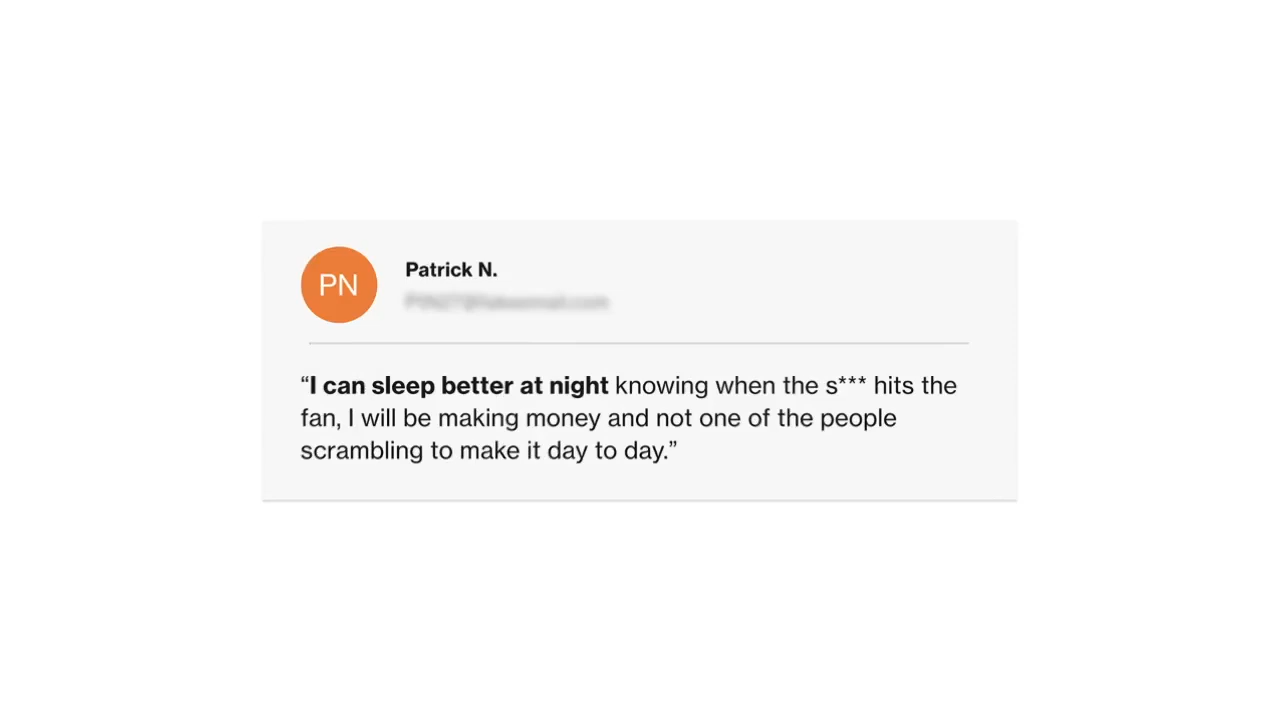 PN
Patrick N.
“I can sleep better at night knowing when the s*** hits the
fan, I will be making money and not one of the people
scrambling to make it day to day.”